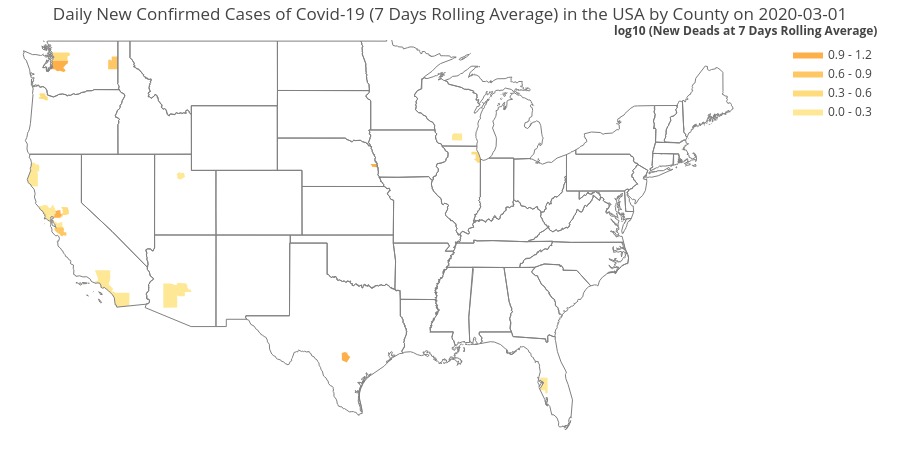 Daily New Confirmed Cases of Covid-19 (7 Days Rolling Average) in the USA by County on 2020-03-01
log10 (New Deads at 7 Days Rolling Average)
0.9 - 1.2
0.6 - 0.9
0.3 - 0.6
0.0 - 0.3